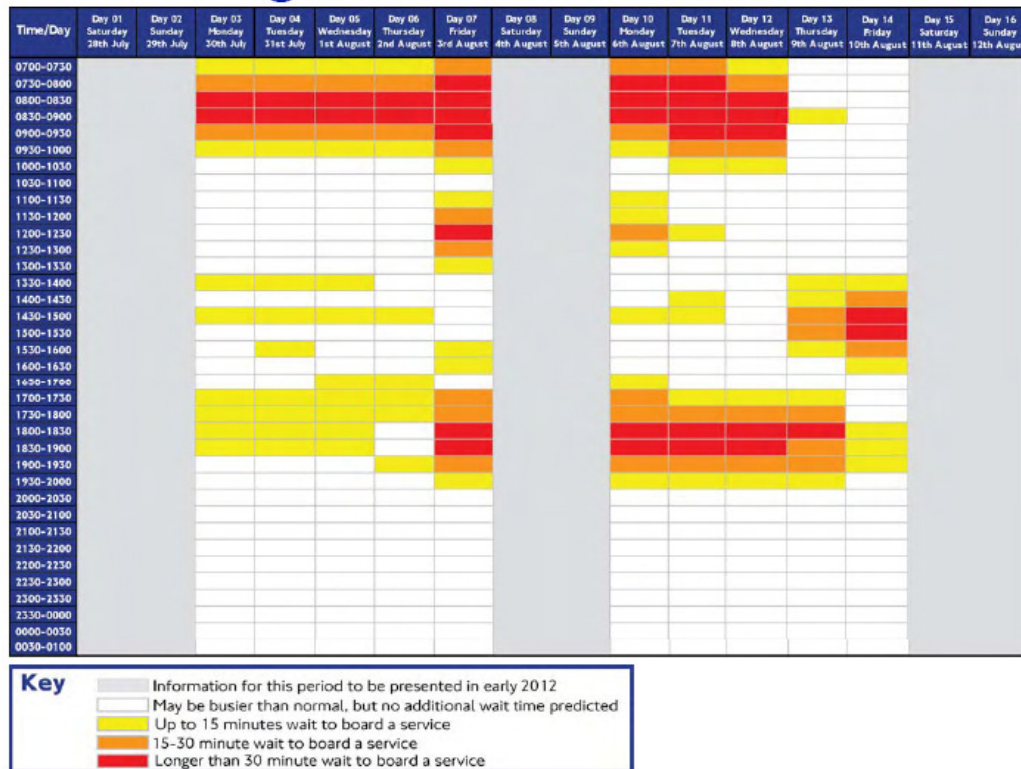 Time/Day
Day 01 Saturday 28th July
Day 02 Sunday 29th July
Day 03 Monday 30th July
Day 04 Tuesday 31st July
Day 05 Wednesday 1st August
Day 06 Thursday 2nd August
Day 07 Friday 3rd August
Day 08 Saturday 4th August
Day 09 Sunday 5th August
Day 10 Monday 6th August
Day 11 Tuesday 7th August
Day 12 Wednesday 8th August
Day 13 Thursday 9th August
Day 14 Friday 10th August
Day 15 Saturday 11th August
Day 16 Sunday 12th August
0700-0730
0730-0800
0800-0830
0830-0900
0900-0930
0930-1000
1000-1030
1030-1100
1100-1130
1130-1200
1200-1230
1230-1300
1300-1330
1330-1400
1400-1430
1430-1500
1500-1530
1530-1600
1600-1630
1630-1700
1700-1730
1730-1800
1800-1830
1830-1900
1900-1930
1930-2000
2000-2030
2030-2100
2100-2130
2130-2200
2200-2230
2230-2300
2300-2330
2330-0000
0000-0030
0030-0100
Key
Information for this period to be presented in early 2012
May be busier than normal, but no additional wait time predicted
Up to 15 minutes wait to board a service
15-30 minute wait to board a service
Longer than 30 minute wait to board a service